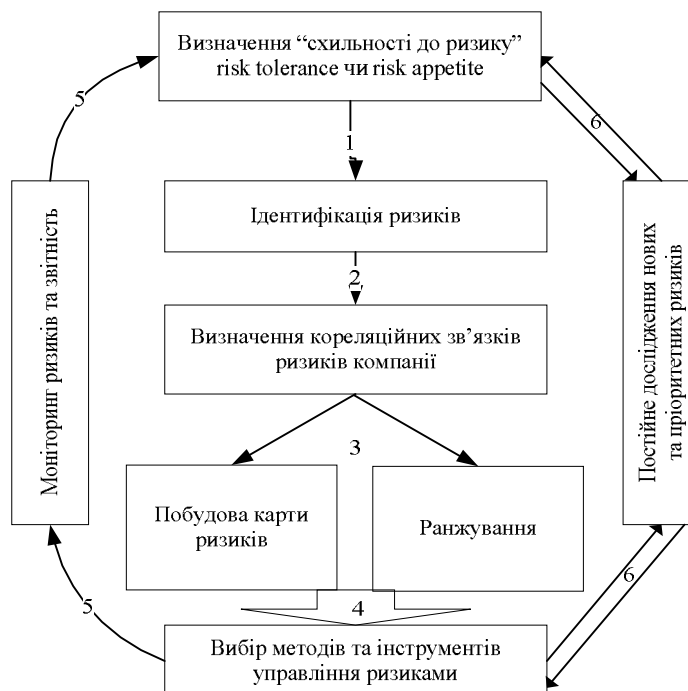 Визначення “схильності до ризику”
risk tolerance чи risk appetite
5
6
1
Ідентифікація ризиків
2
Визначення кореляційних зв’язків
ризиків компанії
Моніторинг ризиків та звітність
Постійне дослідження нових
та пріоритетних ризиків
3
Побудова карти
ризиків
Ранжування
4
5
6
Вибір методів та інструментів
управління ризиками